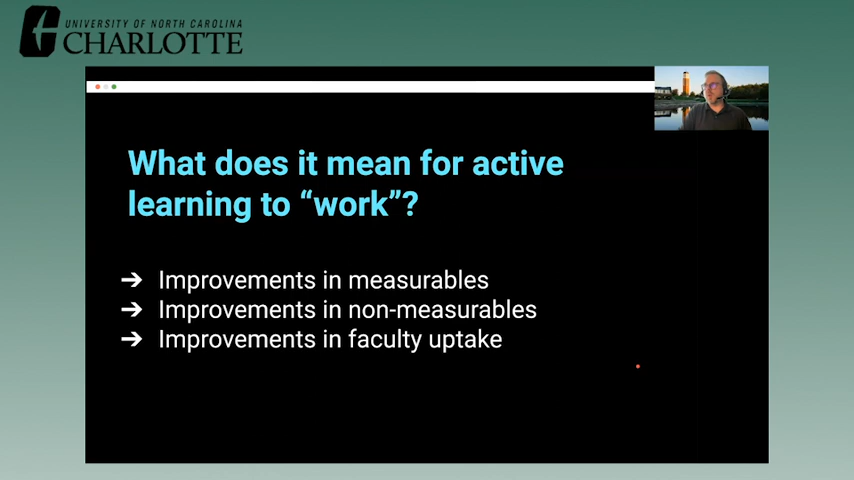 UNIVERSITY OF NORTH CAROLINA
CHARLOTTE
What does it mean for active
learning to “work”?
➔ Improvements in measurables
➔ Improvements in non-measurables
➔ Improvements in faculty uptake